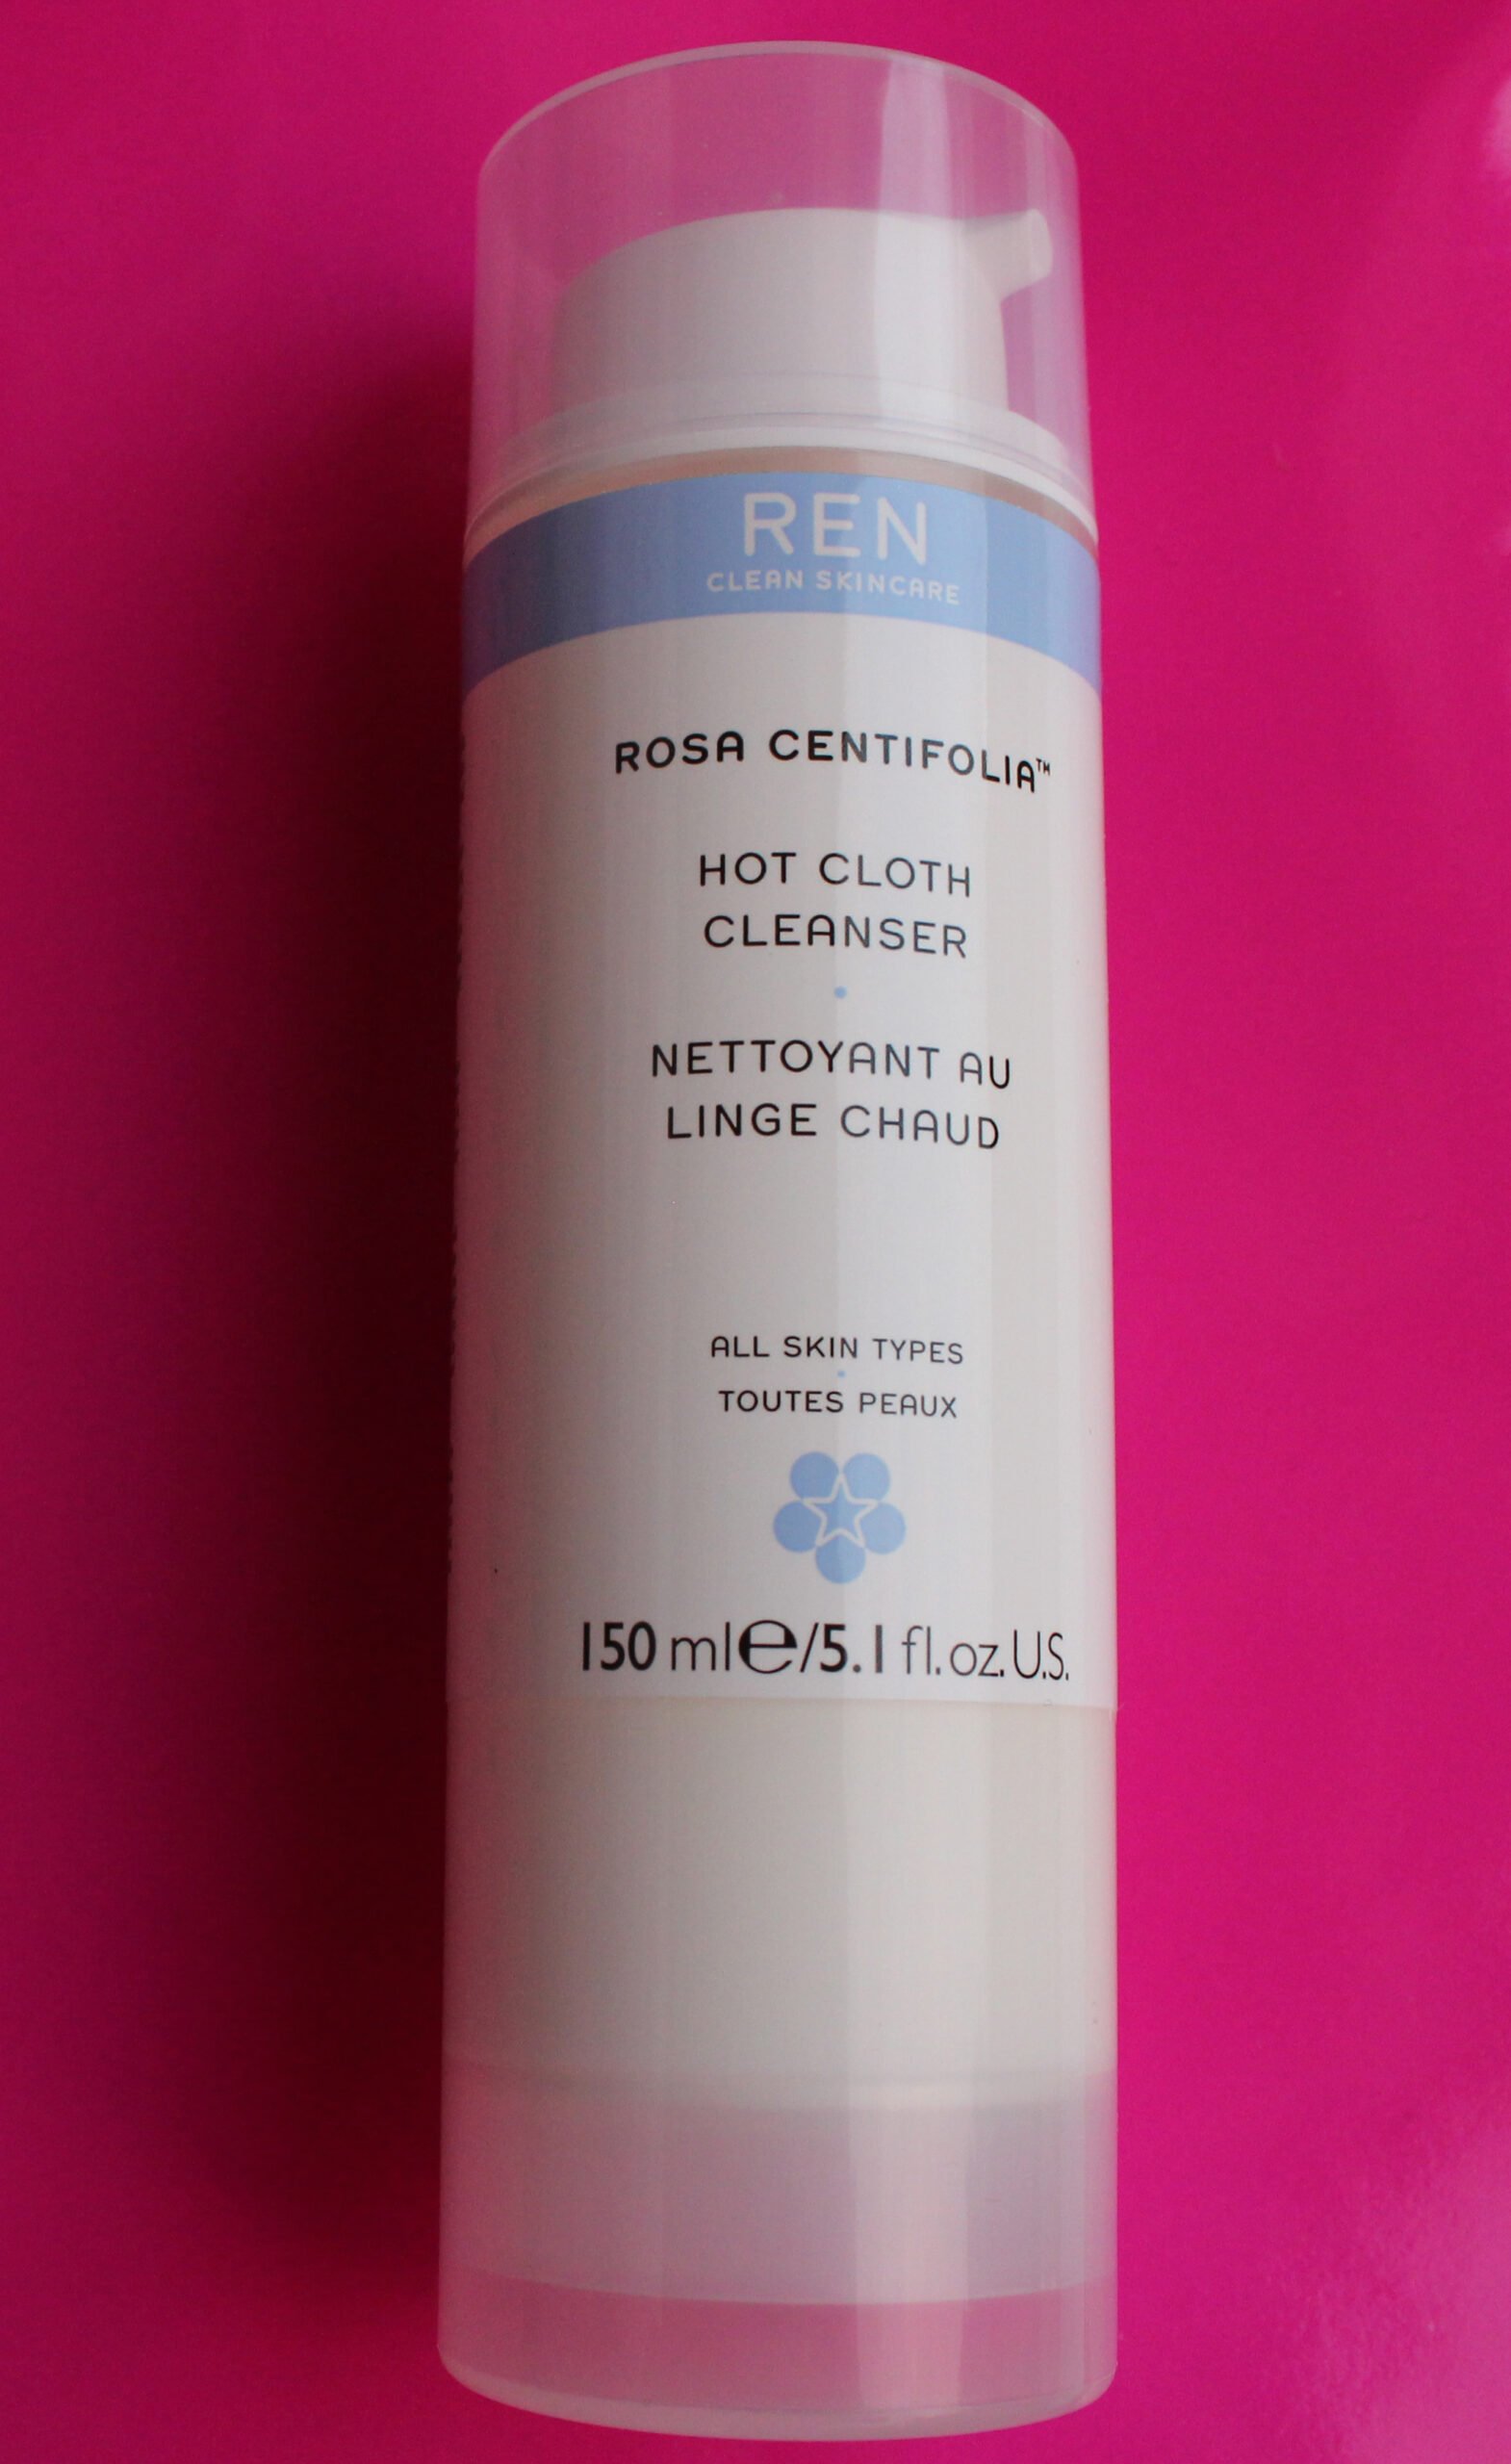 REN
CLEAN SKINCARE
ROSA CENTIFOLIA™
HOT CLOTH
CLEANSER
NETTOYANT AU
LINGE CHAUD
ALL SKIN TYPES
TOUTES PEAUX
150 ml℮/5.1 fl.oz.U.S.